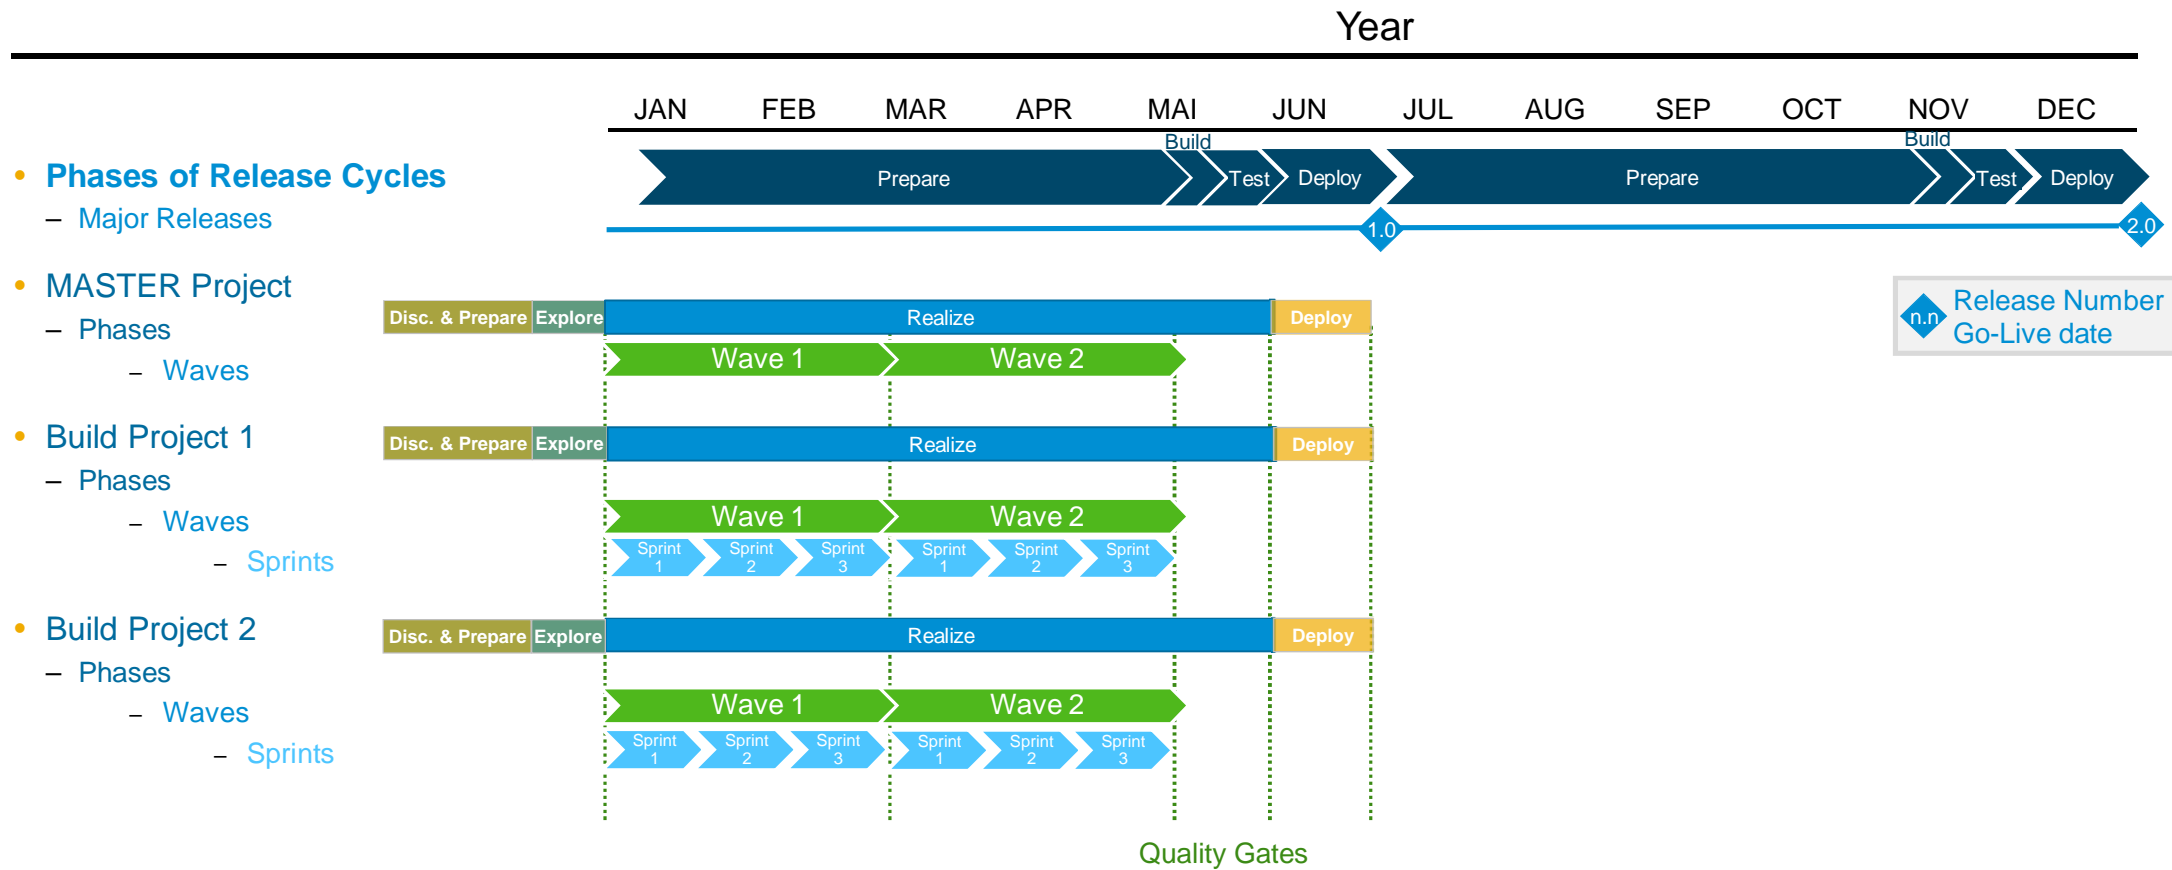 Year
JAN FEB MAR APR MAI JUN JUL AUG SEP OCT NOV DEC
• Phases of Release Cycles
Prepare Build Test Deploy Prepare Build Test Deploy
– Major Releases
1.0 2.0
n.n Release Number
Go-Live date
• MASTER Project
– Phases
Disc. & Prepare Explore Realize Deploy
– Waves
Wave 1 Wave 2
• Build Project 1
Disc. & Prepare Explore Realize Deploy
– Phases
– Waves
Wave 1 Wave 2
– Sprints
Sprint Sprint Sprint Sprint Sprint Sprint
1 2 3 1 2 3
• Build Project 2
Disc. & Prepare Explore Realize Deploy
– Phases
– Waves
Wave 1 Wave 2
– Sprints
Sprint Sprint Sprint Sprint Sprint Sprint
1 2 3 1 2 3
Quality Gates